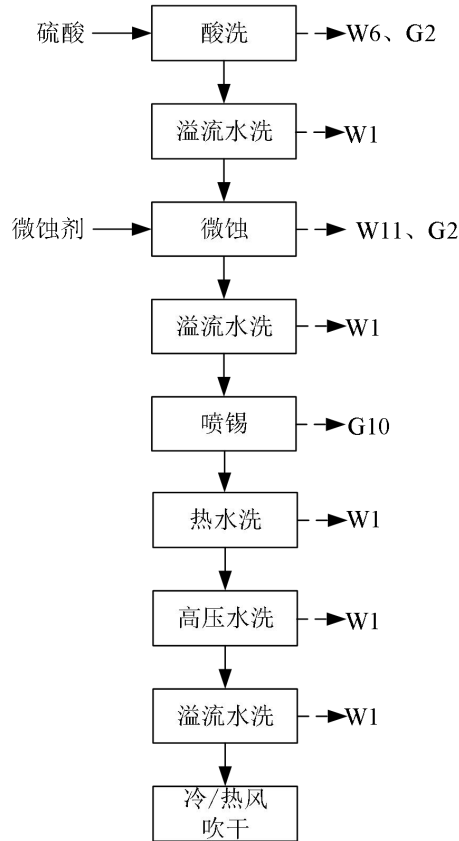 硫酸 酸洗 W6、G2
溢流水洗 W1
微蚀剂 微蚀 W11、G2
溢流水洗 W1
喷锡 G10
热水洗 W1
高压水洗 W1
溢流水洗 W1
冷/热风
吹干